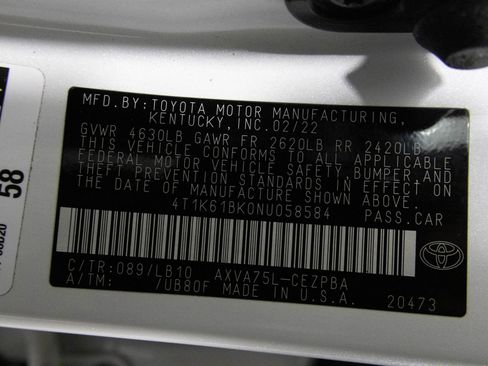 MFD.BY:TOYOTA MOTOR MANUFACTURING,
KENTUCKY,INC.02/22
GVWR 4630LB GAWR FR 2620LB RR 2420LB
THIS VEHICLE CONFORMS TO ALL APPLICABLE
FEDERAL MOTOR VEHICLE SAFETY,BUMPER,AND
THEFT PREVENTION STANDARDS IN EFFECT ON
THE DATE OF MANUFACTURE SHOWN ABOVE.
4T1K61BK0NU058584 PASS.CAR
C/TR:089/LB10 AXVA75L-CEZPBA
A/TM: /UB80F MADE IN U.S.A. 20473
58